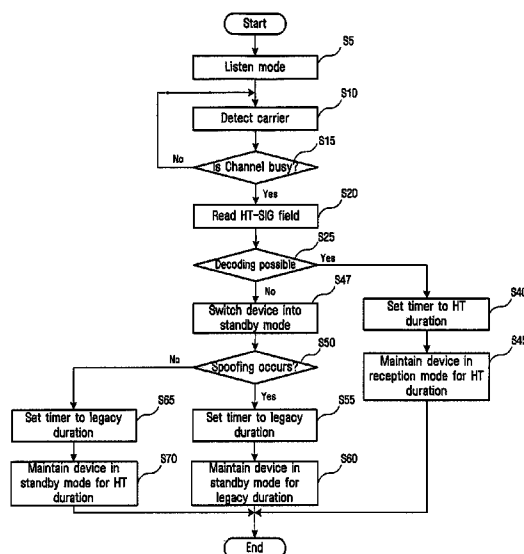 Start
S5
Listen mode
S10
Detect carrier
S15
Is Channel busy?
No
Yes
S20
Read HT-SIG field
S25
Decoding possible
Yes
No
S47
Switch device into
standby mode
S40
Set timer to HT
duration
S50
Spoofing occurs?
No
Yes
S45
Maintain device in
reception mode for HT
duration
S65
Set timer to legacy
duration
S55
Set timer to legacy
duration
S70
Maintain device in
standby mode for HT
duration
S60
Maintain device in
standby mode for
legacy duration
End